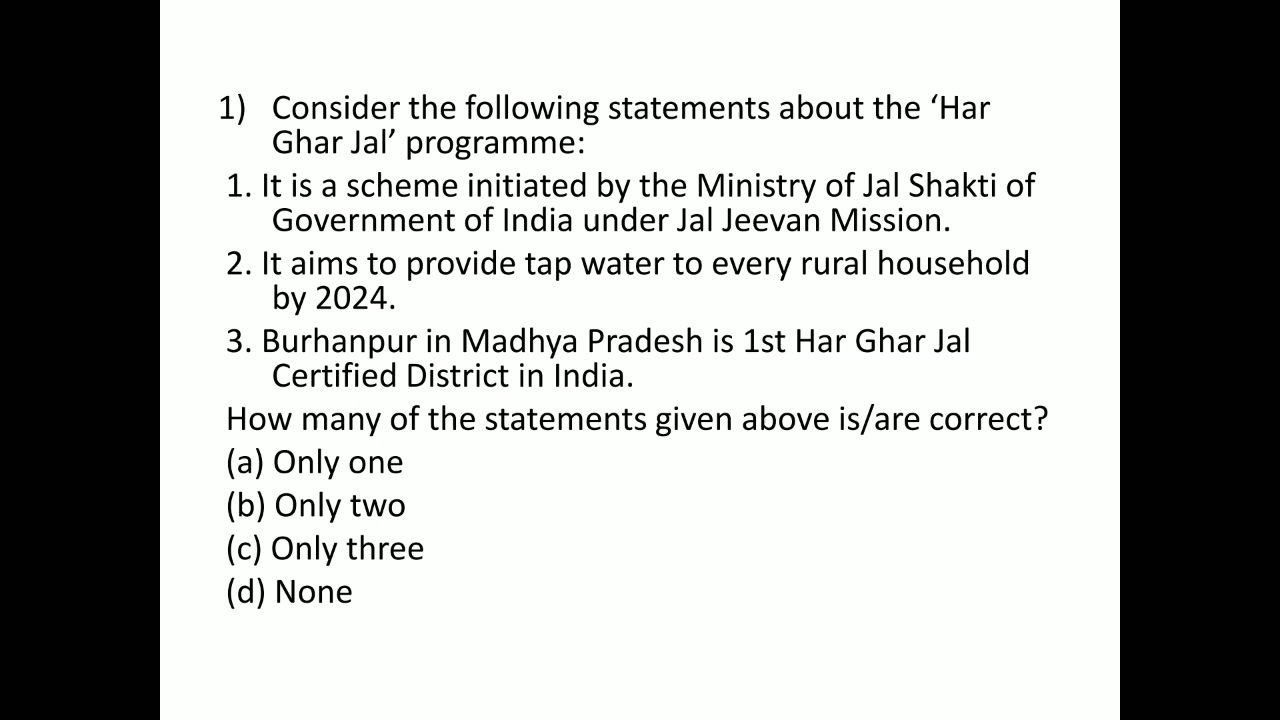 1) Consider the following statements about the ‘Har
Ghar Jal’ programme:
1. It is a scheme initiated by the Ministry of Jal Shakti of
Government of India under Jal Jeevan Mission.
2. It aims to provide tap water to every rural household
by 2024.
3. Burhanpur in Madhya Pradesh is 1st Har Ghar Jal
Certified District in India.
How many of the statements given above is/are correct?
(a) Only one
(b) Only two
(c) Only three
(d) None